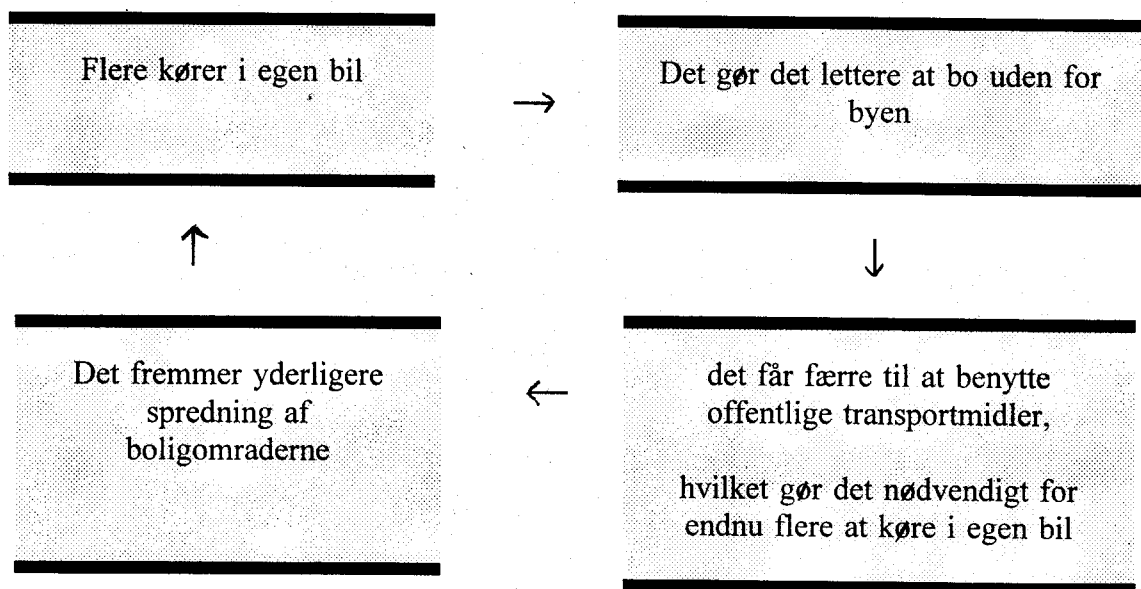 Flere kører i egen bil
→
Det gør det lettere at bo uden for
byen
↓
det får færre til at benytte
offentlige transportmidler,
hvilket gør det nødvendigt for
endnu flere at køre i egen bil
←
Det fremmer yderligere
spredning af
boligomraderne
↑